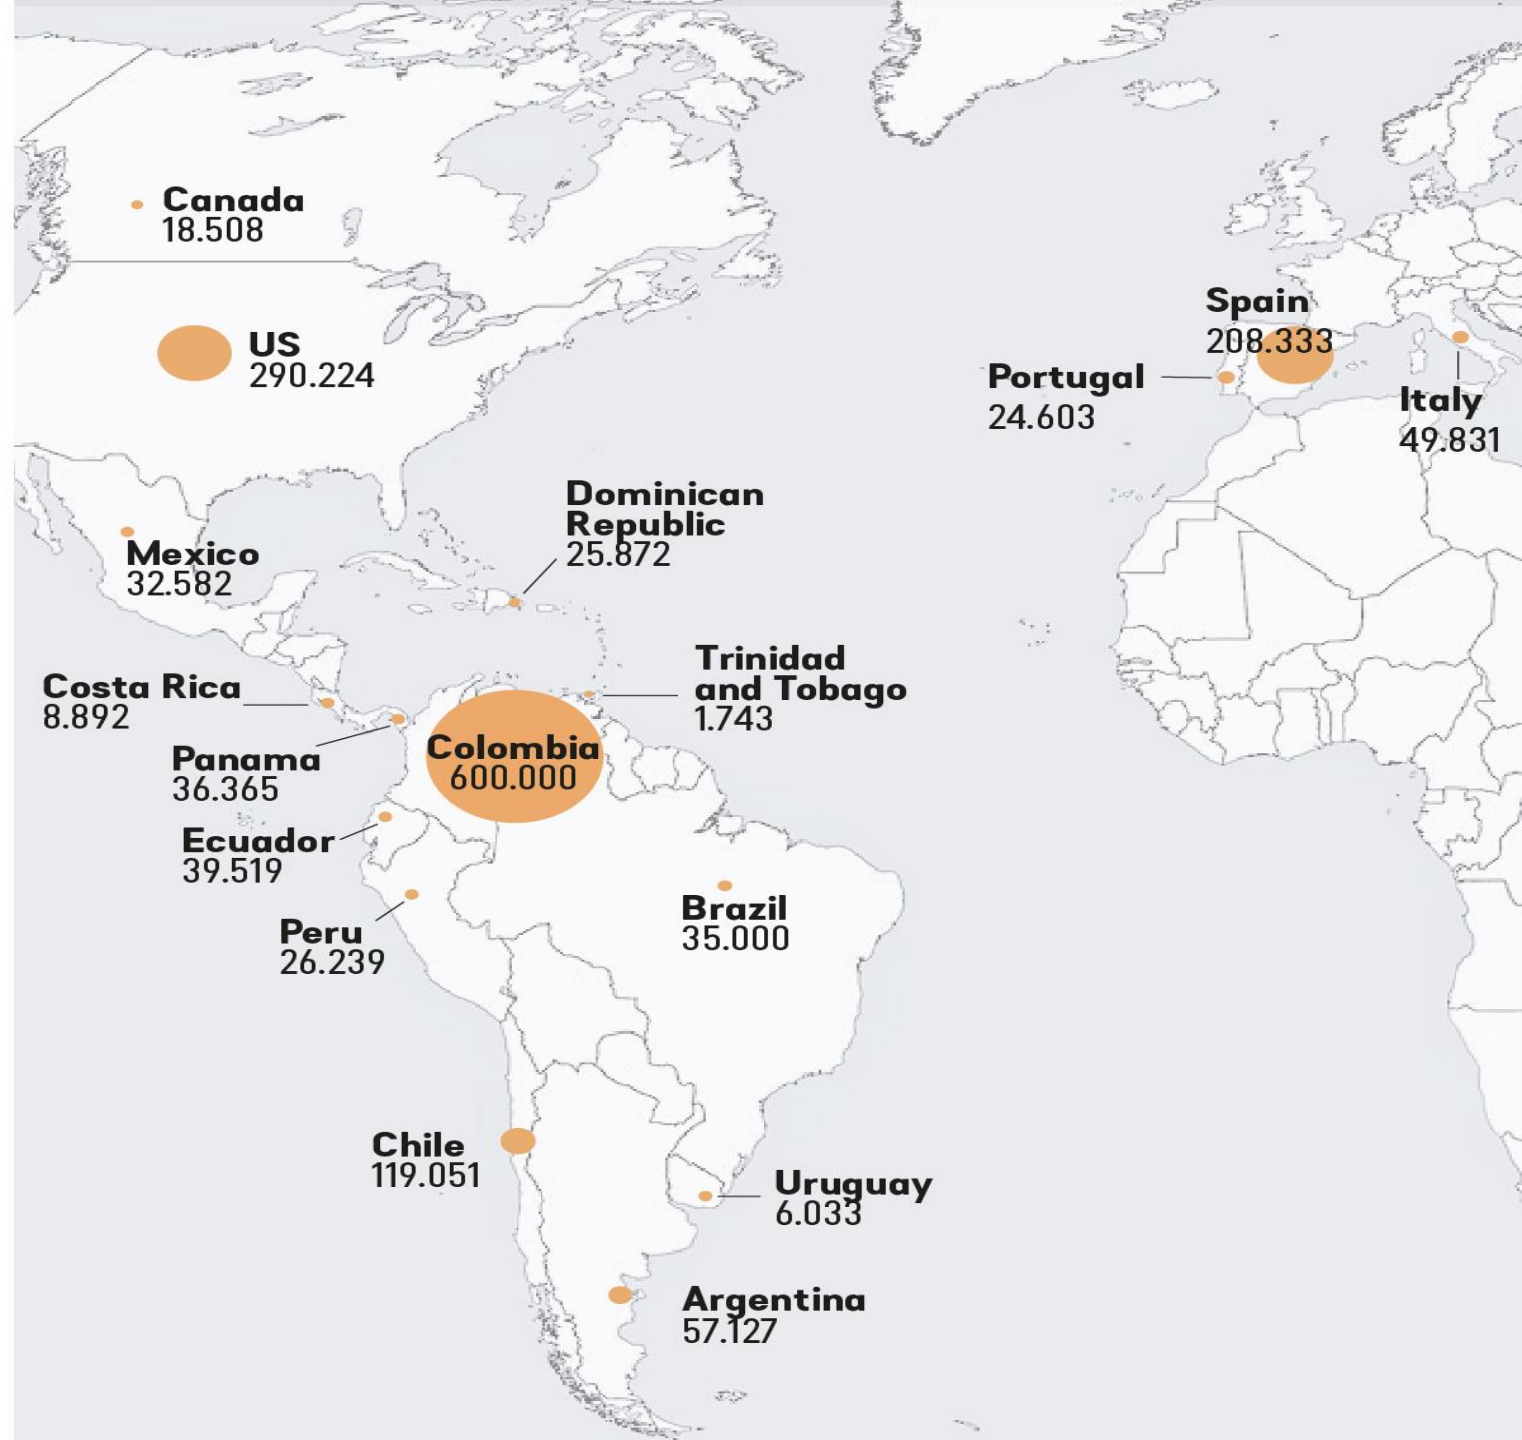 Canada
18.508
US
290.224
Spain
208.333
Portugal
24.603
Italy
49.831
Dominican
Republic
25.872
Mexico
32.582
Trinidad
and Tobago
1.743
Costa Rica
8.892
Panama
36.365
Colombia
600.000
Ecuador
39.519
Peru
26.239
Brazil
35.000
Chile
119.051
Uruguay
6.033
Argentina
57.127